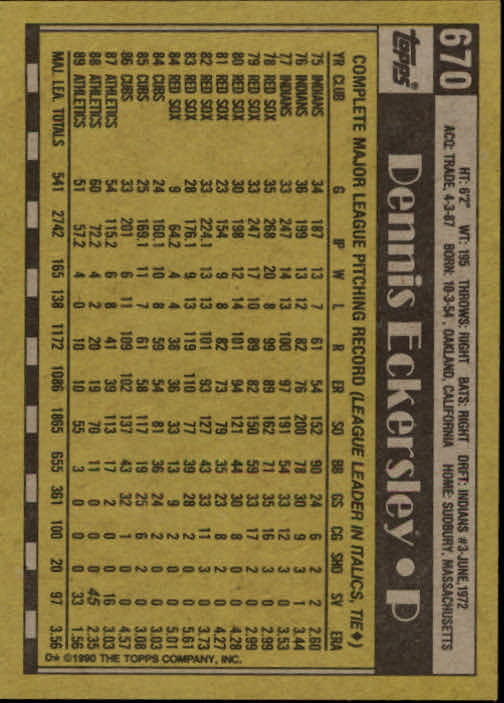 670
Topps®
Dennis Eckersley • P
HT: 6'2" WT: 195 THROWS: RIGHT BATS: RIGHT DRFT: INDIANS #3-JUNE, 1972
ACQ: TRADE, 4-3-87 BORN: 10-3-54, OAKLAND, CALIFORNIA HOME: SUDBURY, MASSACHUSETTS
COMPLETE MAJOR LEAGUE PITCHING RECORD (LEAGUE LEADER IN ITALICS, TIE♦)
YR CLUB G IP W L R ER SO BB GS CG SHO SV ERA
75 INDIANS 34 187 13 7 61 54 152 90 24 6 2 2 2.60
76 INDIANS 36 199 13 12 82 76 200 78 30 9 3 1 3.44
77 INDIANS 33 247 14 13 100 97 191 54 33 12 3 0 3.53
78 RED SOX 35 268 20 8 99 89 162 71 35 16 3 0 2.99
79 RED SOX 33 247 17 10 89 82 150 59 33 17 2 0 2.99
80 RED SOX 30 198 12 14 101 94 121 44 30 8 0 0 4.28
81 RED SOX 23 154 9 8 82 73 79 35 23 8 2 0 4.27
82 RED SOX 33 224.1 13 13 101 93 127 43 33 11 3 0 3.73
83 RED SOX 28 176.1 9 13 119 110 77 39 28 2 0 0 5.61
84 RED SOX 9 64.2 4 4 38 36 33 13 9 2 0 0 5.01
84 CUBS 24 160.1 10 8 59 54 81 36 24 2 0 0 3.03
85 CUBS 25 169.1 11 7 61 58 117 19 25 6 2 0 3.08
86 CUBS 33 201 6 11 109 102 137 43 32 1 0 0 4.57
87 ATHLETICS 54 115.2 6 8 41 39 113 17 2 0 0 16 3.03
88 ATHLETICS 60 72.2 4 2 20 19 70 11 0 0 0 45 2.35
89 ATHLETICS 51 57.2 4 0 10 10 55 3 0 0 0 33 1.56
MAJ. LEA. TOTALS 541 2742 165 138 1172 1086 1865 655 361 100 20 97 3.56
©1990 THE TOPPS COMPANY, INC.